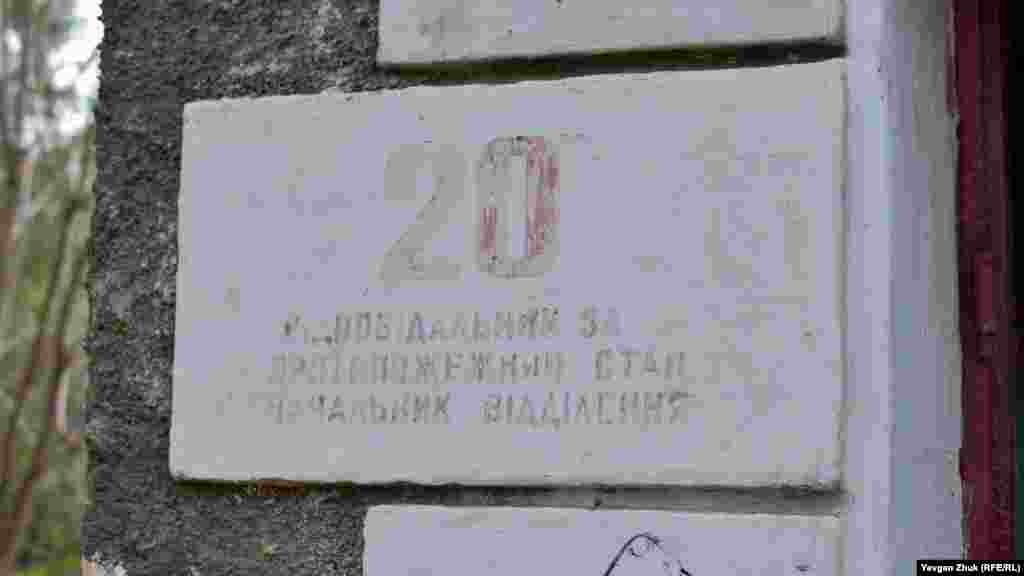 20
ВІДПОВІДАЛЬНИЙ ЗА
ПРОТИПОЖЕЖНИЙ СТАН
НАЧАЛЬНИК ВІДДІЛЕННЯ
Yevgen Zhuk (RFE/RL)